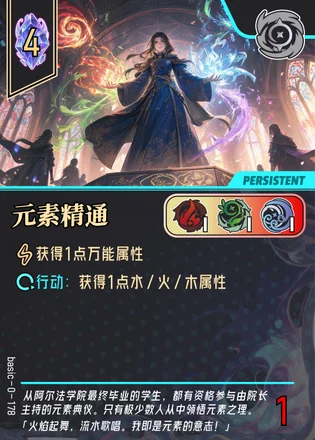 4
PERSISTENT
元素精通
1 1 1
获得1点万能属性
行动：获得1点水/火/木属性
从阿尔法学院最终毕业的学生，都有资格参与由院长
主持的元素典仪。只有极少数人从中领悟元素之理。
「火焰起舞，流水歌唱。我即是元素的意志！」
1
basic-0-178